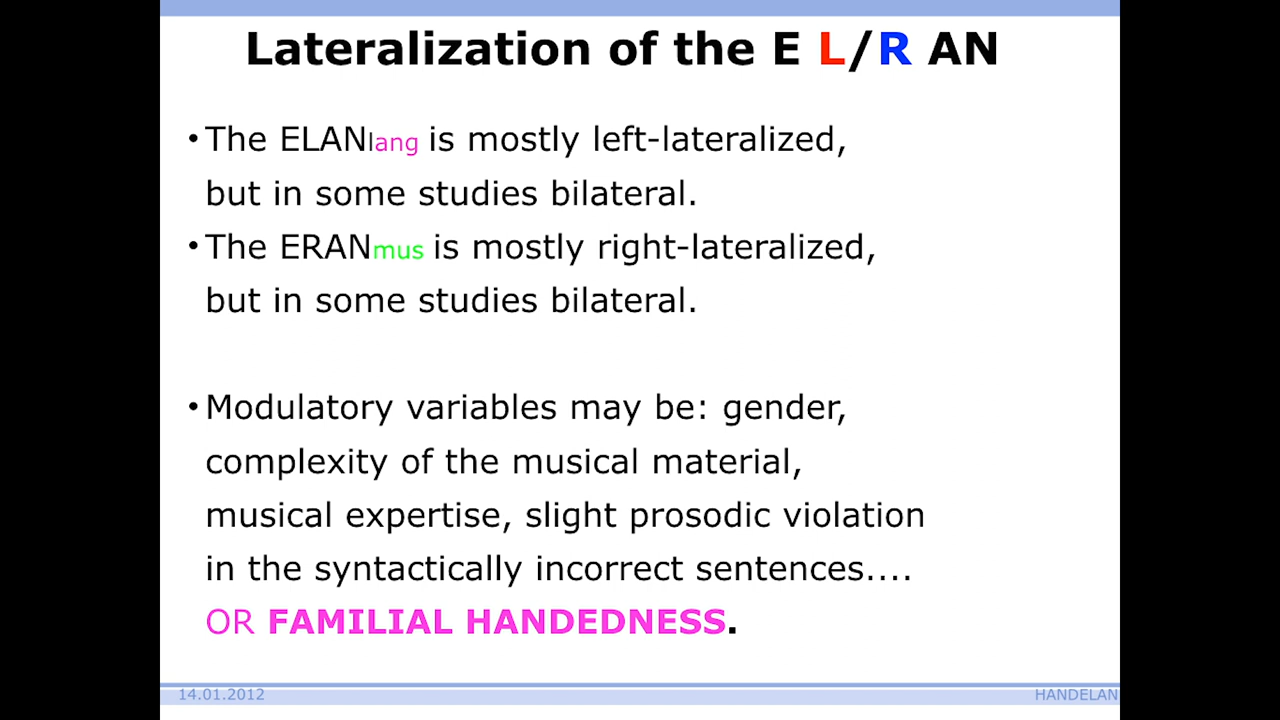 Lateralization of the E L/R AN
•The ELANlang is mostly left-lateralized,
but in some studies bilateral.
•The ERANmus is mostly right-lateralized,
but in some studies bilateral.
•Modulatory variables may be: gender,
complexity of the musical material,
musical expertise, slight prosodic violation
in the syntactically incorrect sentences....
OR FAMILIAL HANDEDNESS.
14.01.2012 HANDELAN